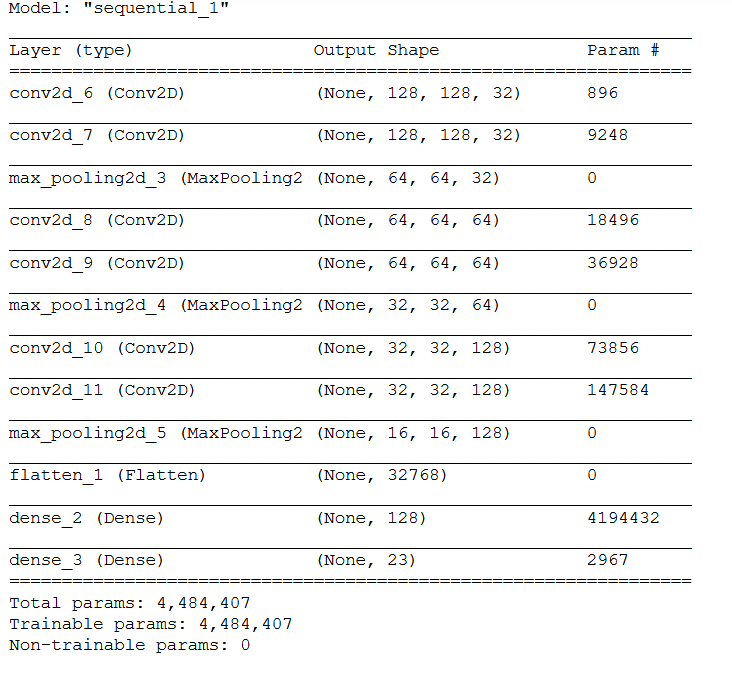 Model: "sequential_1"
Layer (type) Output Shape Param #
conv2d_6 (Conv2D) (None, 128, 128, 32) 896
conv2d_7 (Conv2D) (None, 128, 128, 32) 9248
max_pooling2d_3 (MaxPooling2 (None, 64, 64, 32) 0
conv2d_8 (Conv2D) (None, 64, 64, 64) 18496
conv2d_9 (Conv2D) (None, 64, 64, 64) 36928
max_pooling2d_4 (MaxPooling2 (None, 32, 32, 64) 0
conv2d_10 (Conv2D) (None, 32, 32, 128) 73856
conv2d_11 (Conv2D) (None, 32, 32, 128) 147584
max_pooling2d_5 (MaxPooling2 (None, 16, 16, 128) 0
flatten_1 (Flatten) (None, 32768) 0
dense_2 (Dense) (None, 128) 4194432
dense_3 (Dense) (None, 23) 2967
Total params: 4,484,407
Trainable params: 4,484,407
Non-trainable params: 0